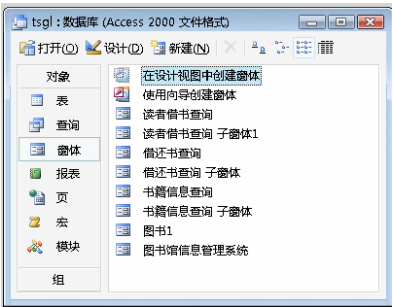 tsgl : 数据库 (Access 2000 文件格式)
打开(O) 设计(D) 新建(N)
对象
表
查询
窗体
报表
页
宏
模块
组
在设计视图中创建窗体
使用向导创建窗体
读者借书查询
读者借书查询 子窗体1
借还书查询
借还书查询 子窗体
书籍信息查询
书籍信息查询 子窗体
图书1
图书馆信息管理系统